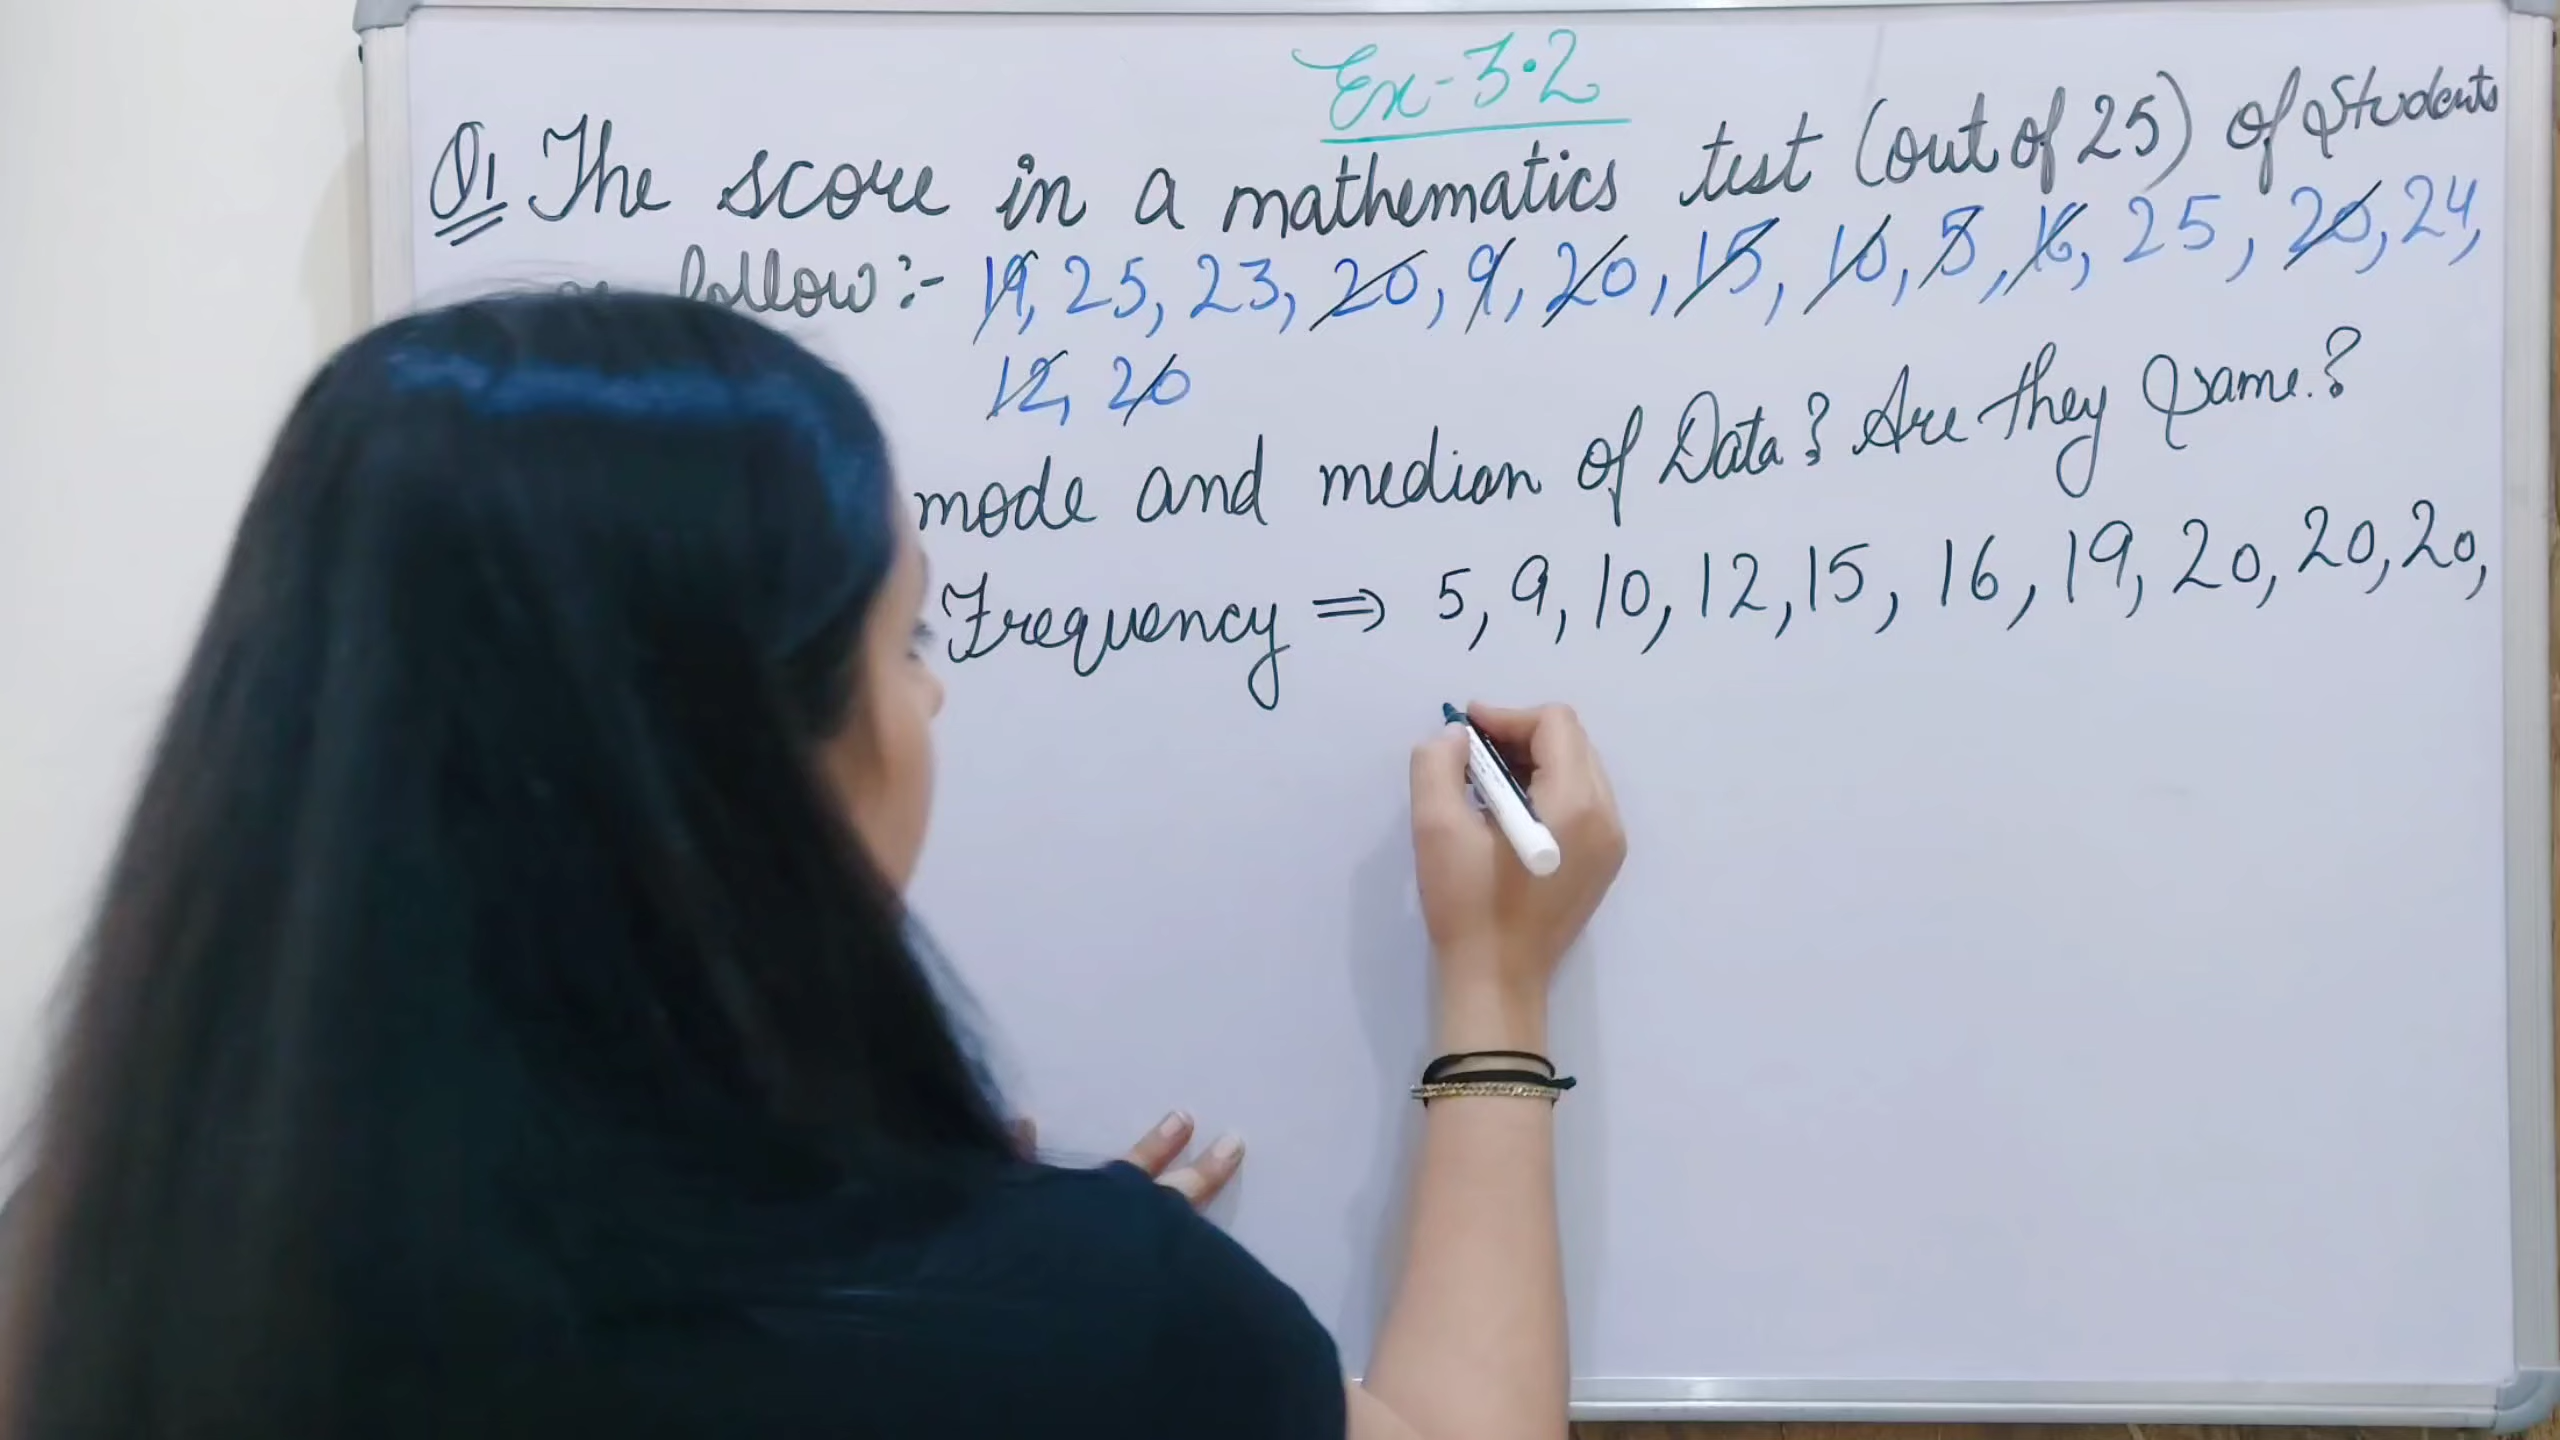 Ex-3.2
Q1 The score in a mathematics test (out of 25) of students
follow:- 19, 25, 23, 20, 9, 20, 15, 10, 5, 16, 25, 20, 24,
12, 20
mode and median of Data? Are they same.?
Frequency ⇒ 5, 9, 10, 12, 15, 16, 19, 20, 20, 20,